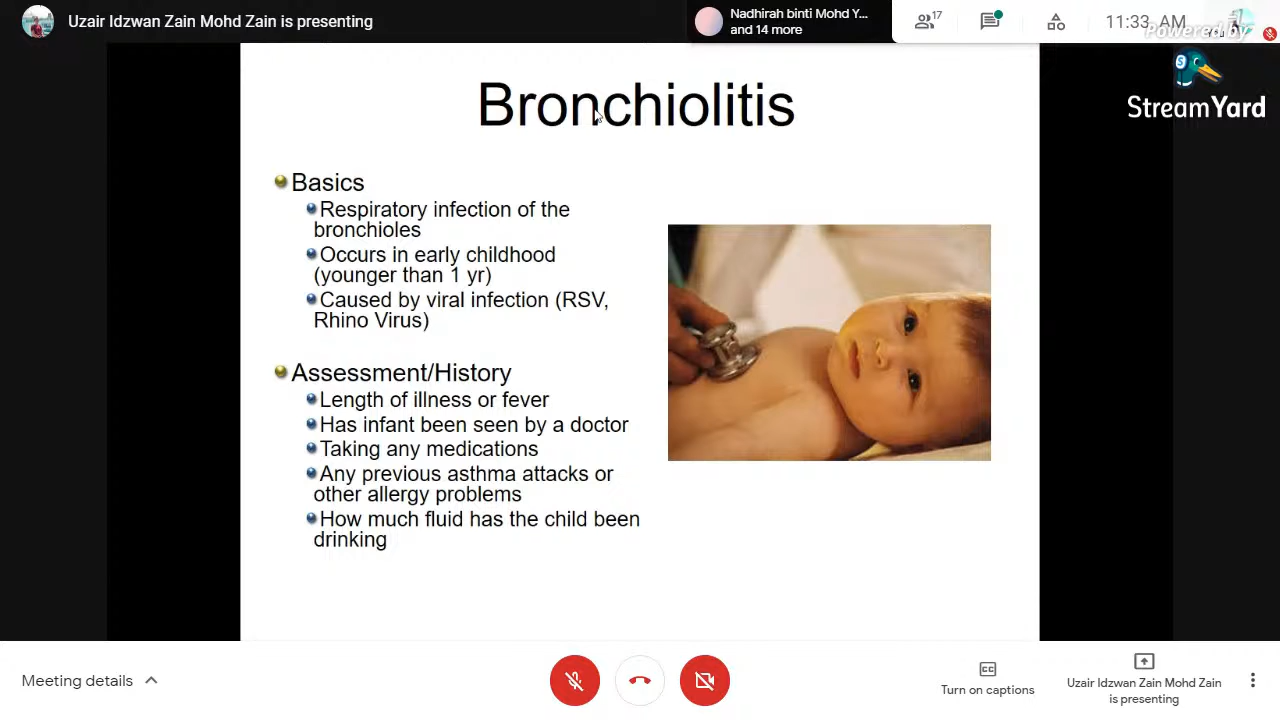 Uzair Idzwan Zain Mohd Zain is presenting
Nadhirah binti Mohd Y...
and 14 more
17
11:33 AM
You
Powered by
StreamYard
Bronchiolitis
Basics
Respiratory infection of the
bronchioles
Occurs in early childhood
(younger than 1 yr)
Caused by viral infection (RSV,
Rhino Virus)
Assessment/History
Length of illness or fever
Has infant been seen by a doctor
Taking any medications
Any previous asthma attacks or
other allergy problems
How much fluid has the child been
drinking
Meeting details
Turn on captions
Uzair Idzwan Zain Mohd Zain
is presenting